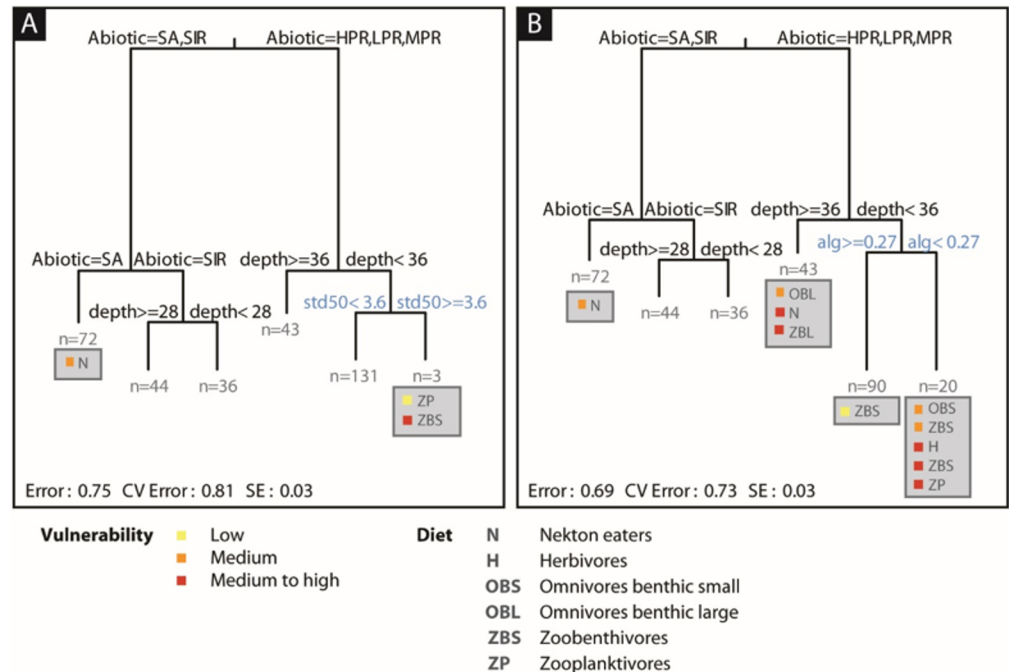 A
Abiotic=SA,SIR
Abiotic=HPR,LPR,MPR
Abiotic=SA
Abiotic=SIR
depth>=36
depth< 36
depth>=28
depth< 28
std50< 3.6
std50>=3.6
n=72
N
n=44
n=36
n=43
n=131
n=3
ZP
ZBS
Error: 0.75 CV Error: 0.81 SE: 0.03
B
Abiotic=SA,SIR
Abiotic=HPR,LPR,MPR
Abiotic=SA
Abiotic=SIR
depth>=36
depth< 36
depth>=28
depth< 28
alg>=0.27
alg< 0.27
n=72
N
n=44
n=36
n=43
OBL
N
ZBL
n=90
ZBS
n=20
OBS
ZBS
H
ZBS
ZP
Error: 0.69 CV Error: 0.73 SE: 0.03
Vulnerability
Low
Medium
Medium to high
Diet
N Nekton eaters
H Herbivores
OBS Omnivores benthic small
OBL Omnivores benthic large
ZBS Zoobenthivores
ZP Zooplanktivores